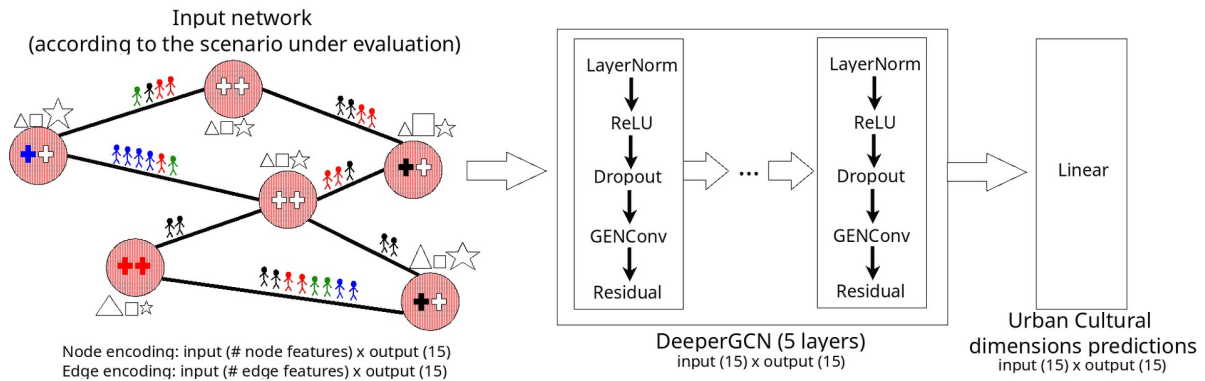 Input network
(according to the scenario under evaluation)
Node encoding: input (# node features) x output (15)
Edge encoding: input (# edge features) x output (15)
LayerNorm
ReLU
Dropout
GENConv
Residual
...
LayerNorm
ReLU
Dropout
GENConv
Residual
DeeperGCN (5 layers)
input (15) x output (15)
Linear
Urban Cultural
dimensions predictions
input (15) x output (15)